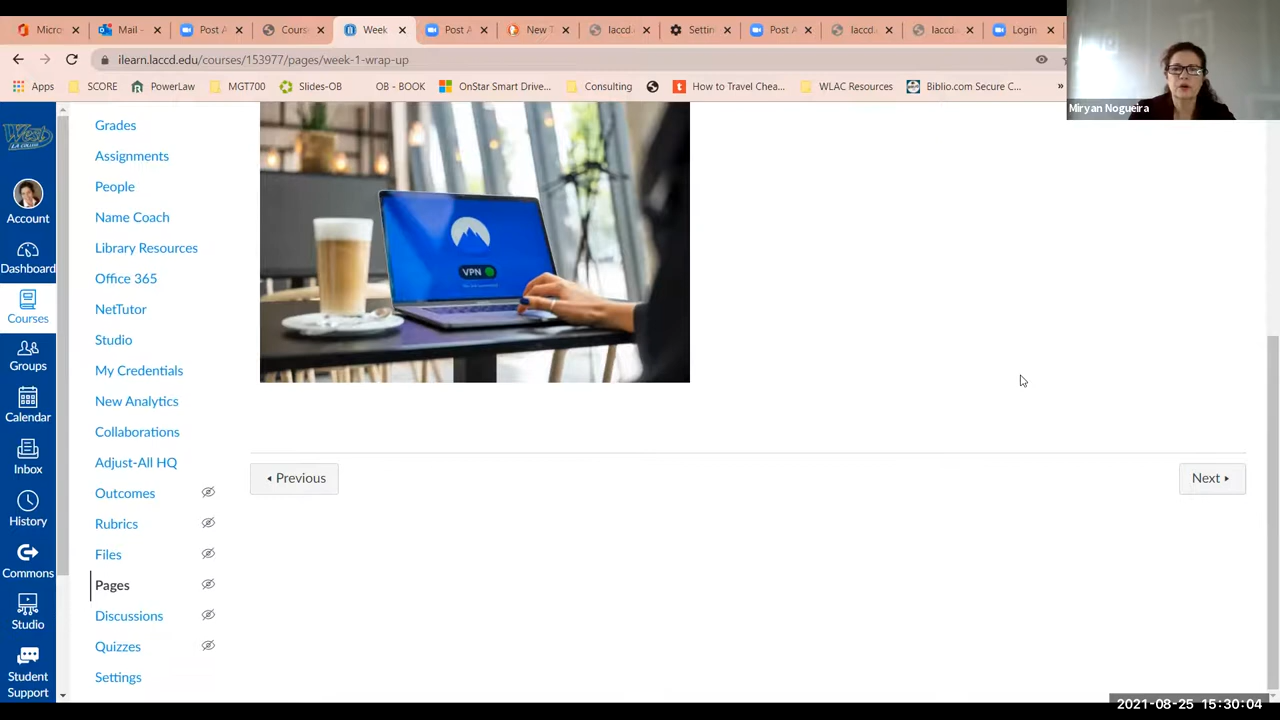 Micros
Mail -
Post A
Cours
Week
Post A
New T
laccd.
Settin
Post A
laccd.
laccd
Login
ilearn.laccd.edu/courses/153977/pages/week-1-wrap-up
Apps
SCORE
PowerLaw
MGT700
Slides-OB
OB - BOOK
OnStar Smart Drive...
Consulting
How to Travel Chea...
WLAC Resources
Biblio.com Secure C...
»
Miryan Nogueira
West
Account
Dashboard
Courses
Groups
Calendar
Inbox
History
Commons
Studio
Student
Support
Grades
Assignments
People
Name Coach
Library Resources
Office 365
NetTutor
Studio
My Credentials
New Analytics
Collaborations
Adjust-All HQ
Outcomes
Rubrics
Files
Pages
Discussions
Quizzes
Settings
VPN
Previous
Next
2021-08-25 15:30:04